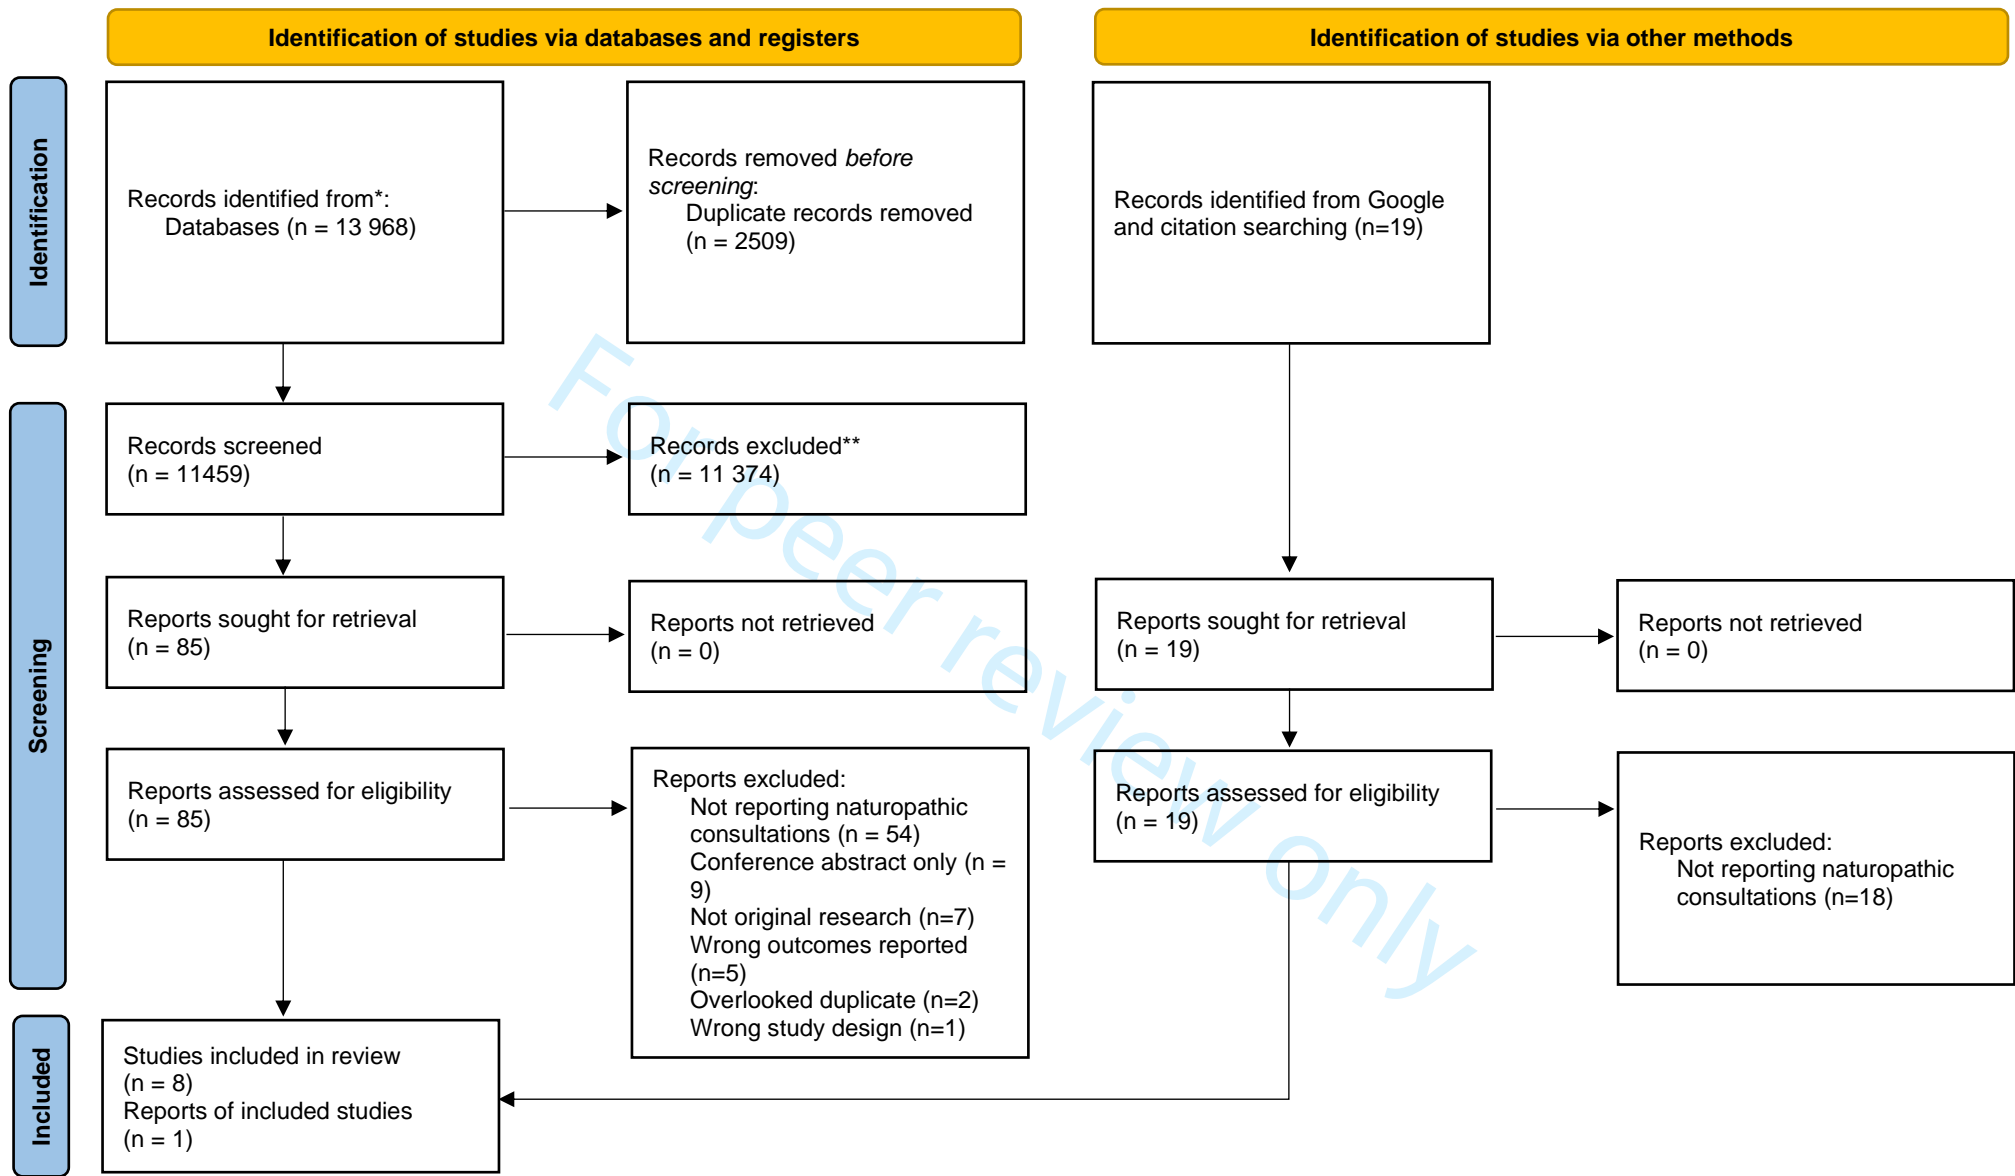 Identification of studies via databases and registers
Identification of studies via other methods
Identification
Records identified from*:
Databases (n = 13 968)
Records removed before
screening:
Duplicate records removed
(n = 2509)
Records identified from Google
and citation searching (n=19)
Screening
Records screened
(n = 11459)
Records excluded**
(n = 11 374)
Reports sought for retrieval
(n = 85)
Reports not retrieved
(n = 0)
Reports sought for retrieval
(n = 19)
Reports not retrieved
(n = 0)
Reports assessed for eligibility
(n = 85)
Reports excluded:
Not reporting naturopathic
consultations (n = 54)
Conference abstract only (n =
9)
Not original research (n=7)
Wrong outcomes reported
(n=5)
Overlooked duplicate (n=2)
Wrong study design (n=1)
Reports assessed for eligibility
(n = 19)
Reports excluded:
Not reporting naturopathic
consultations (n=18)
Included
Studies included in review
(n = 8)
Reports of included studies
(n = 1)
For peer review only